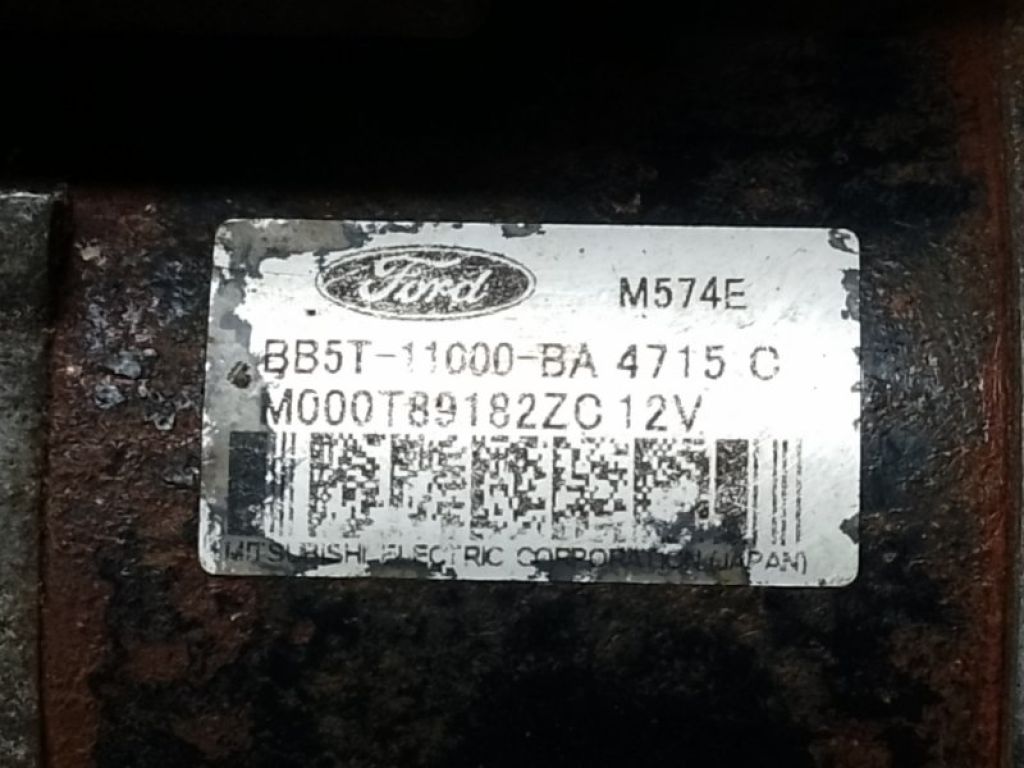 Ford
M574E
BB5T-11000-BA 4715 C
M000T89182ZC 12V
MITSUBISHI ELECTRIC CORPORATION (JAPAN)